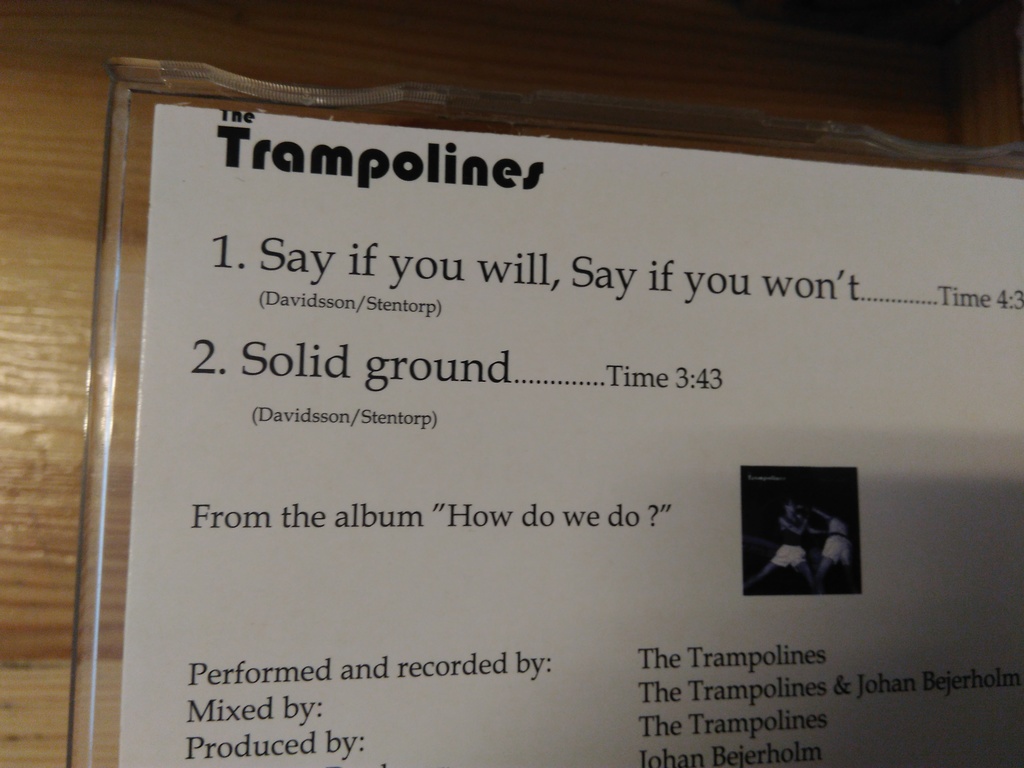 The
Trampolines
1. Say if you will, Say if you won't.............Time 4:3
(Davidsson/Stentorp)
2. Solid ground.............Time 3:43
(Davidsson/Stentorp)
From the album "How do we do ?"
Performed and recorded by: The Trampolines
Mixed by: The Trampolines & Johan Bejerholm
Produced by: The Trampolines
Johan Bejerholm